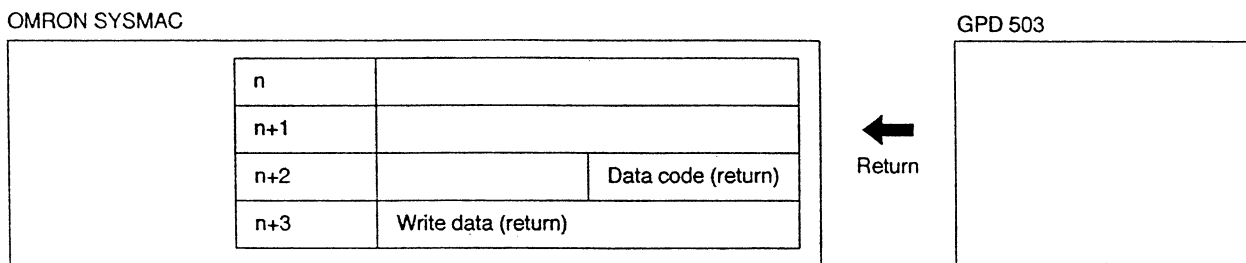 OMRON SYSMAC
GPD 503
n
n+1
n+2 Data code (return)
Return
n+3 Write data (return)